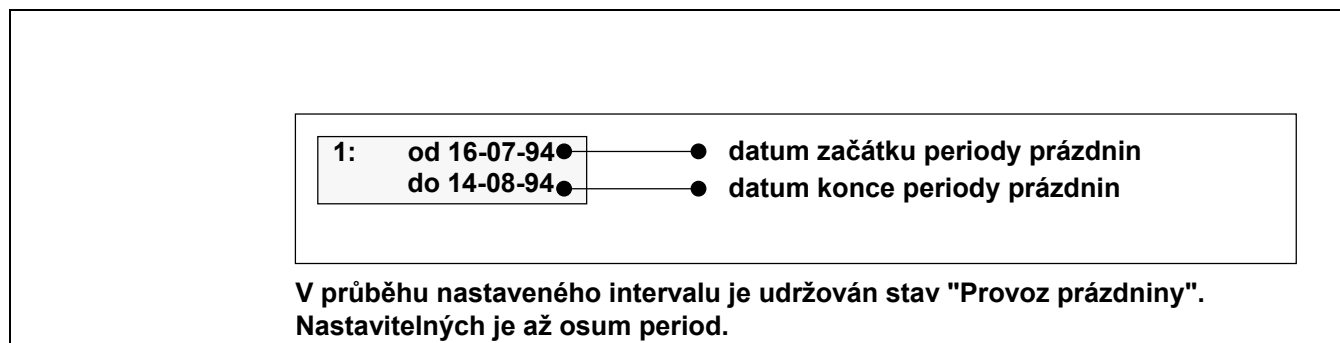 1: od 16-07-94 datum začátku periody prázdnin
do 14-08-94 datum konce periody prázdnin
V průběhu nastaveného intervalu je udržován stav "Provoz prázdniny".
Nastavitelných je až osum period.